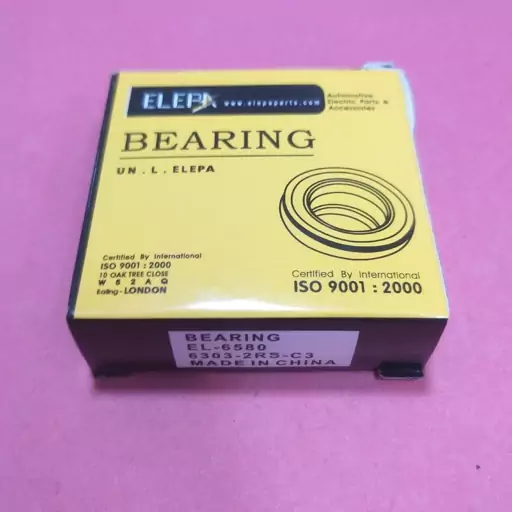 ELEPA
www.elepaparts.com
Automotive
Electric Parts &
Accessories
BEARING
UN . L . ELEPA
Certified By International
ISO 9001 : 2000
10 OAK TREE CLOSE
W 5 2 A Q
Ealing - LONDON
Certified By International
ISO 9001 : 2000
BEARING
EL-6580
6303-2RS-C3
MADE IN CHINA